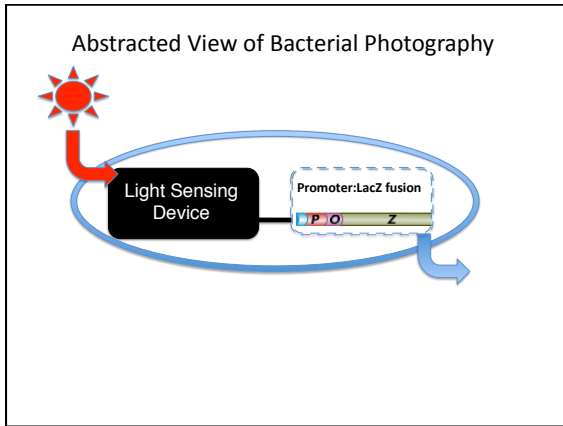 Abstracted View of Bacterial Photography
Light Sensing
Device
Promoter:LacZ fusion
P O Z